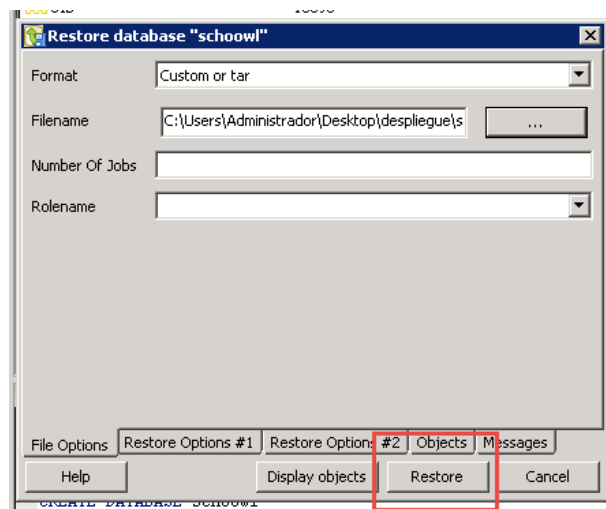 Restore database "schoowl"
Format Custom or tar
Filename C:\Users\Administrador\Desktop\despliegue\s ...
Number Of Jobs
Rolename
File Options Restore Options #1 Restore Options #2 Objects Messages
Help Display objects Restore Cancel
CREATE DATABASE schoowl